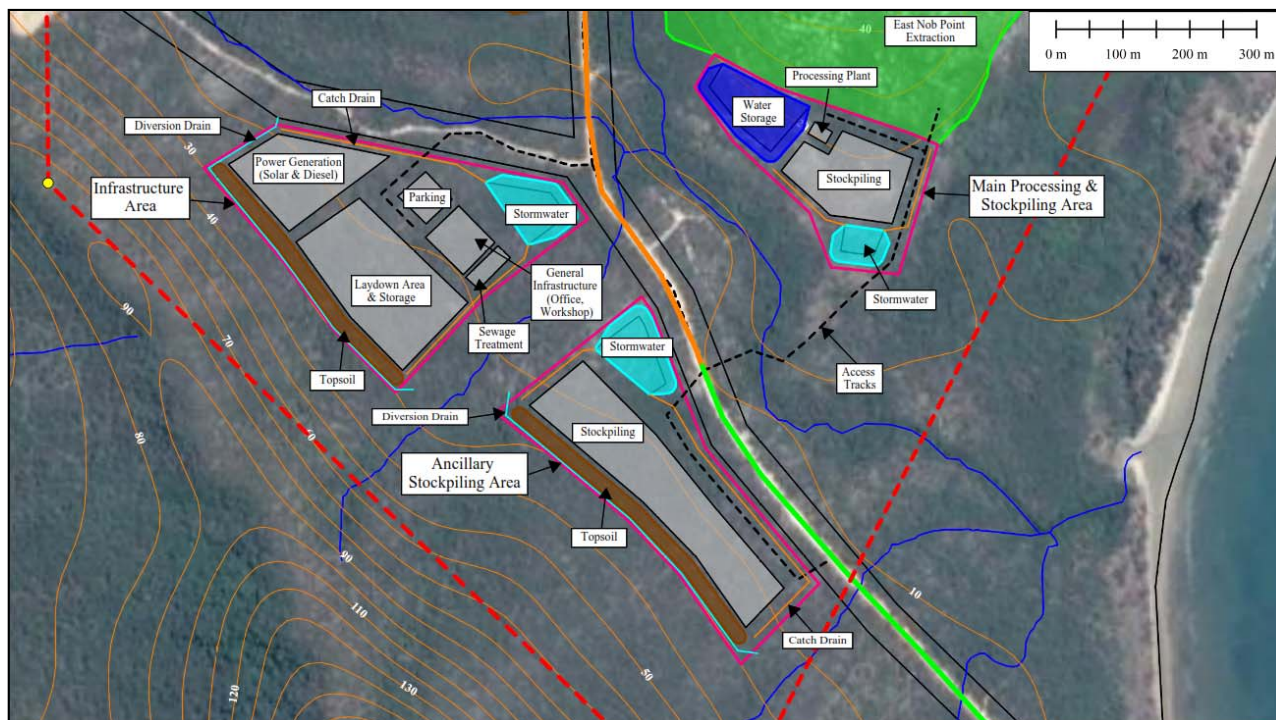 East Nob Point
Extraction
40
0 m
100 m
200 m
300 m
Processing Plant
Water
Storage
Catch Drain
Diversion Drain
30
Power Generation
(Solar & Diesel)
Infrastructure
Area
40
Parking
Stormwater
Stockpiling
Main Processing &
Stockpiling Area
Laydown Area
& Storage
General
Infrastructure
(Office,
Workshop)
Stormwater
90
70
Sewage
Treatment
Stormwater
Topsoil
Access
Tracks
Diversion Drain
Stockpiling
80
60
Ancillary
Stockpiling Area
Topsoil
90
10
110
Catch Drain
50
120
130